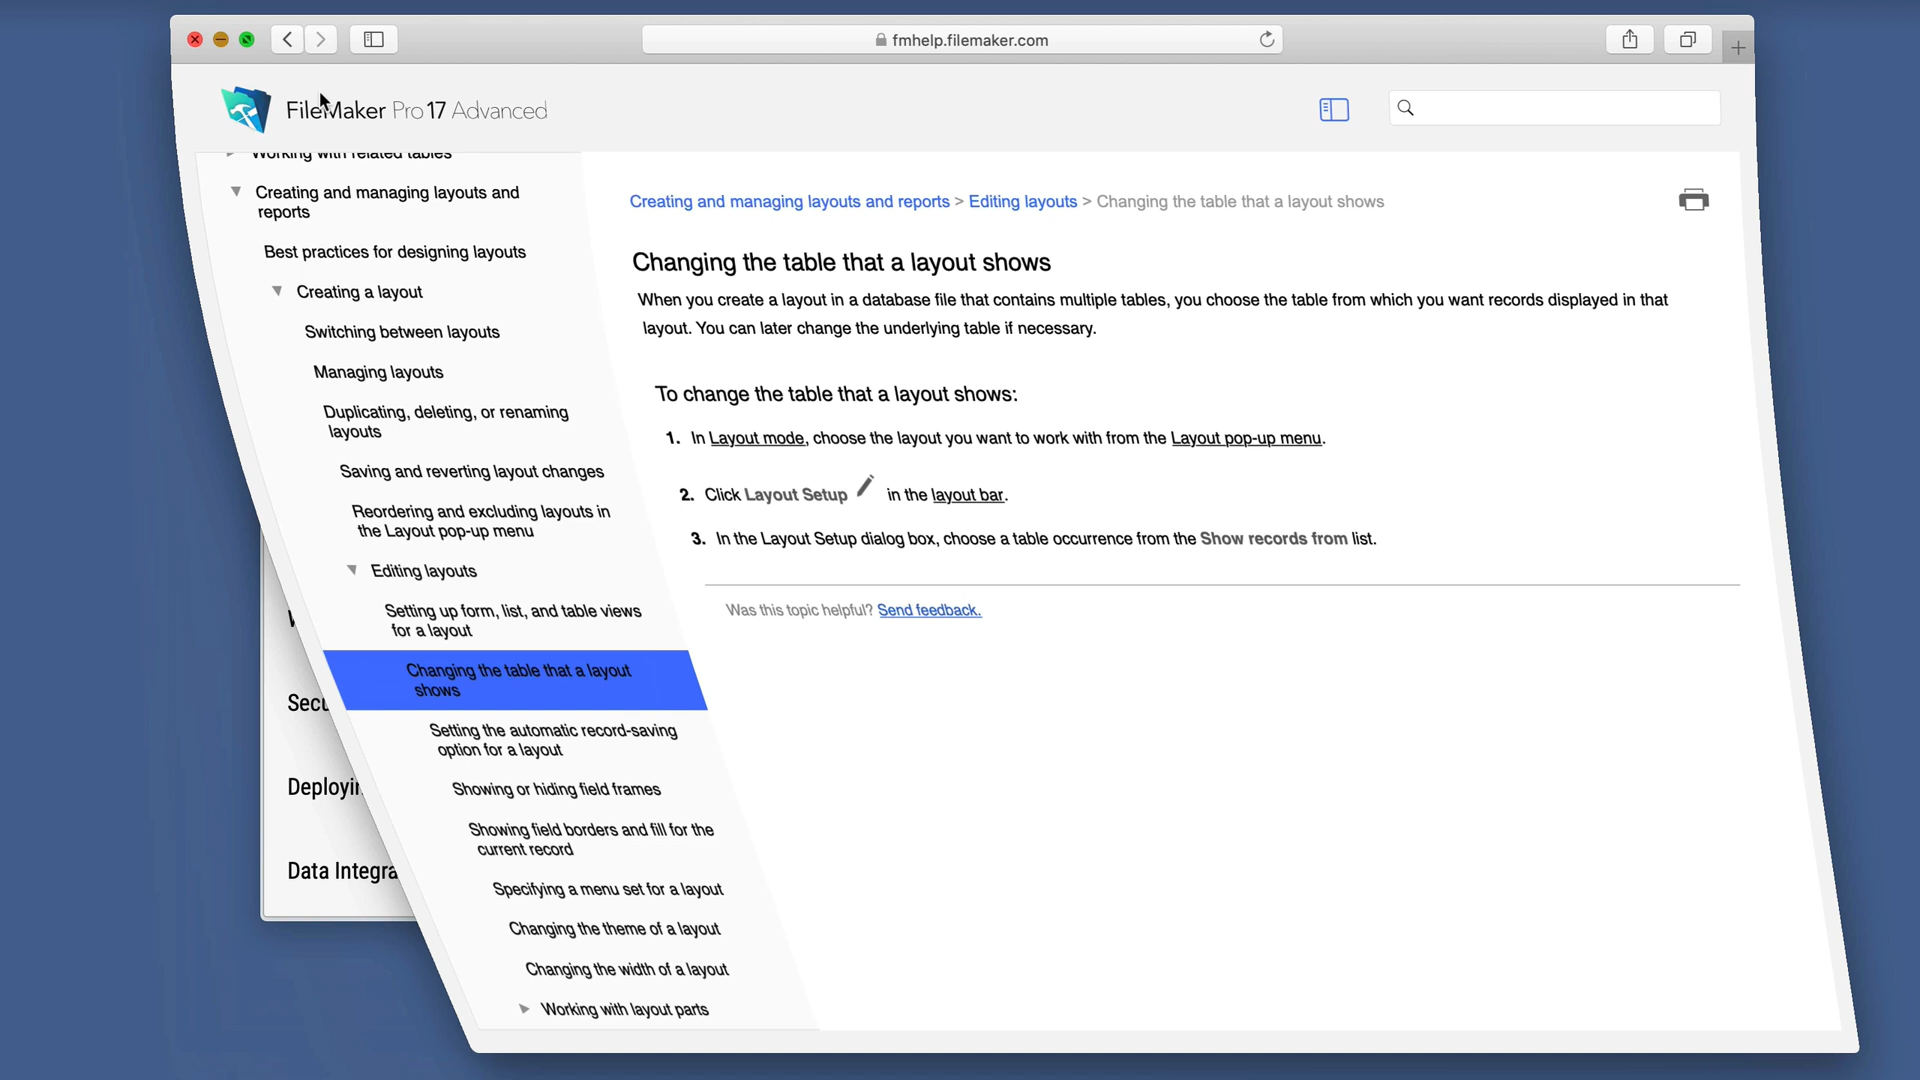 fmhelp.filemaker.com
FileMaker Pro 17 Advanced
Working with related tables
Creating and managing layouts and
reports
Best practices for designing layouts
Creating a layout
Switching between layouts
Managing layouts
Duplicating, deleting, or renaming
layouts
Saving and reverting layout changes
Reordering and excluding layouts in
the Layout pop-up menu
Editing layouts
Setting up form, list, and table views
for a layout
Changing the table that a layout
shows
Setting the automatic record-saving
option for a layout
Showing or hiding field frames
Showing field borders and fill for the
current record
Specifying a menu set for a layout
Changing the theme of a layout
Changing the width of a layout
Working with layout parts
Creating and managing layouts and reports > Editing layouts > Changing the table that a layout shows
Changing the table that a layout shows
When you create a layout in a database file that contains multiple tables, you choose the table from which you want records displayed in that
layout. You can later change the underlying table if necessary.
To change the table that a layout shows:
1. In Layout mode, choose the layout you want to work with from the Layout pop-up menu.
2. Click Layout Setup in the layout bar.
3. In the Layout Setup dialog box, choose a table occurrence from the Show records from list.
Was this topic helpful? Send feedback.
Secu
Deployin
Data Integra